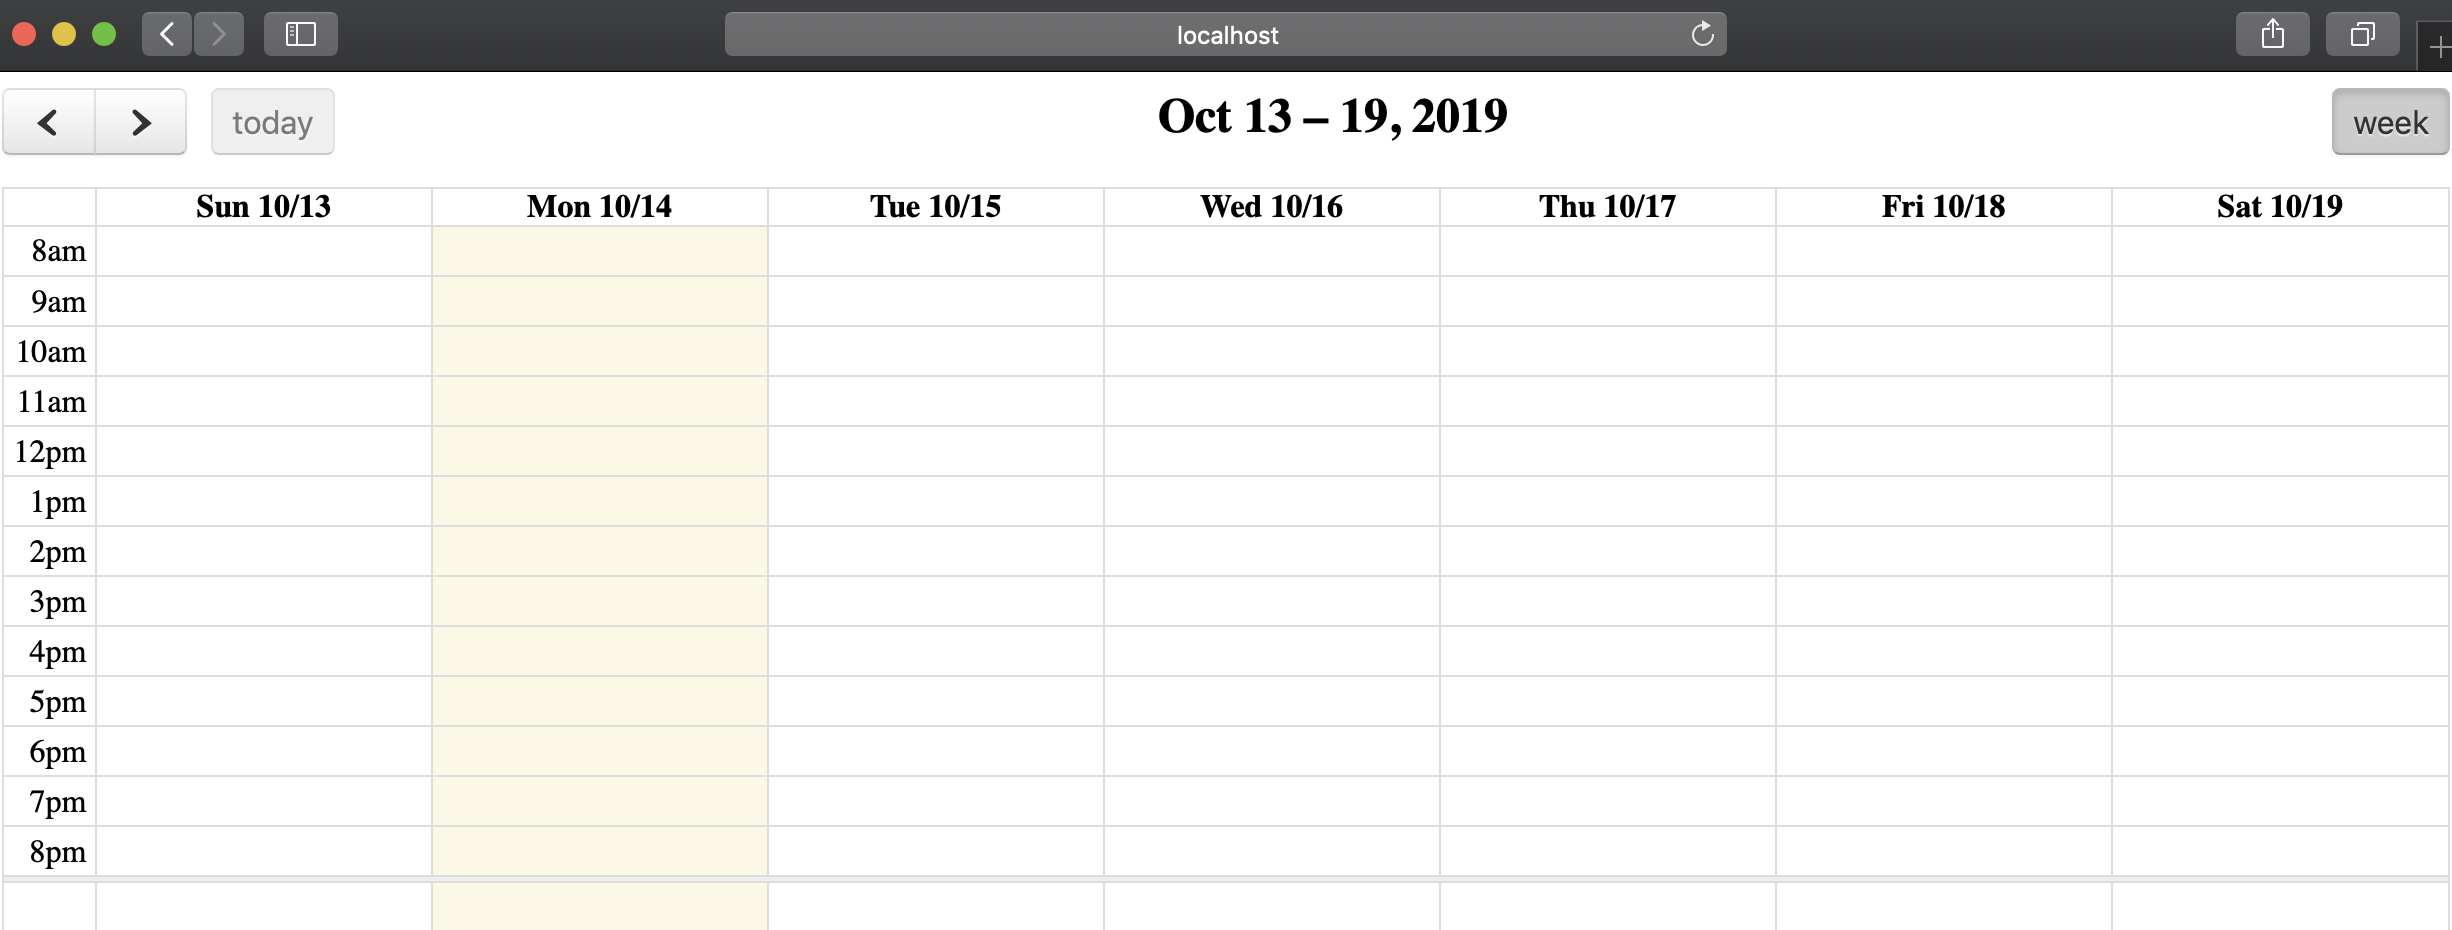 localhost
today
Oct 13 – 19, 2019
week
Sun 10/13 Mon 10/14 Tue 10/15 Wed 10/16 Thu 10/17 Fri 10/18 Sat 10/19
8am
9am
10am
11am
12pm
1pm
2pm
3pm
4pm
5pm
6pm
7pm
8pm